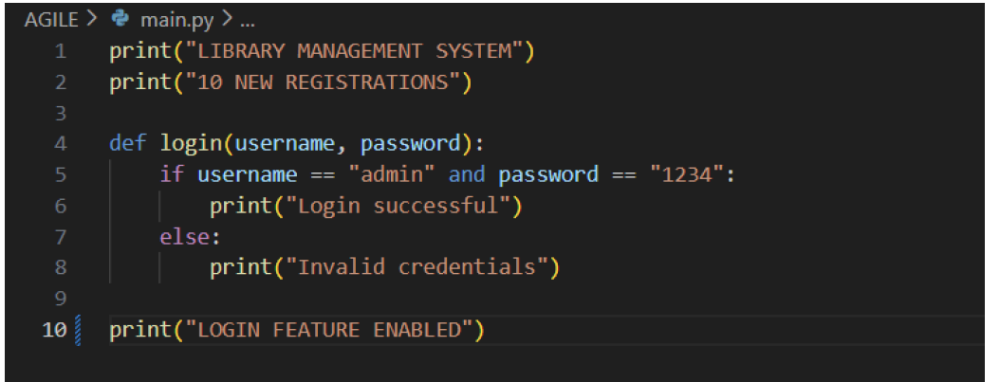 AGILE > main.py > ...
1 print("LIBRARY MANAGEMENT SYSTEM")
2 print("10 NEW REGISTRATIONS")
3
4 def login(username, password):
5     if username == "admin" and password == "1234":
6         print("Login successful")
7     else:
8         print("Invalid credentials")
9
10 print("LOGIN FEATURE ENABLED")